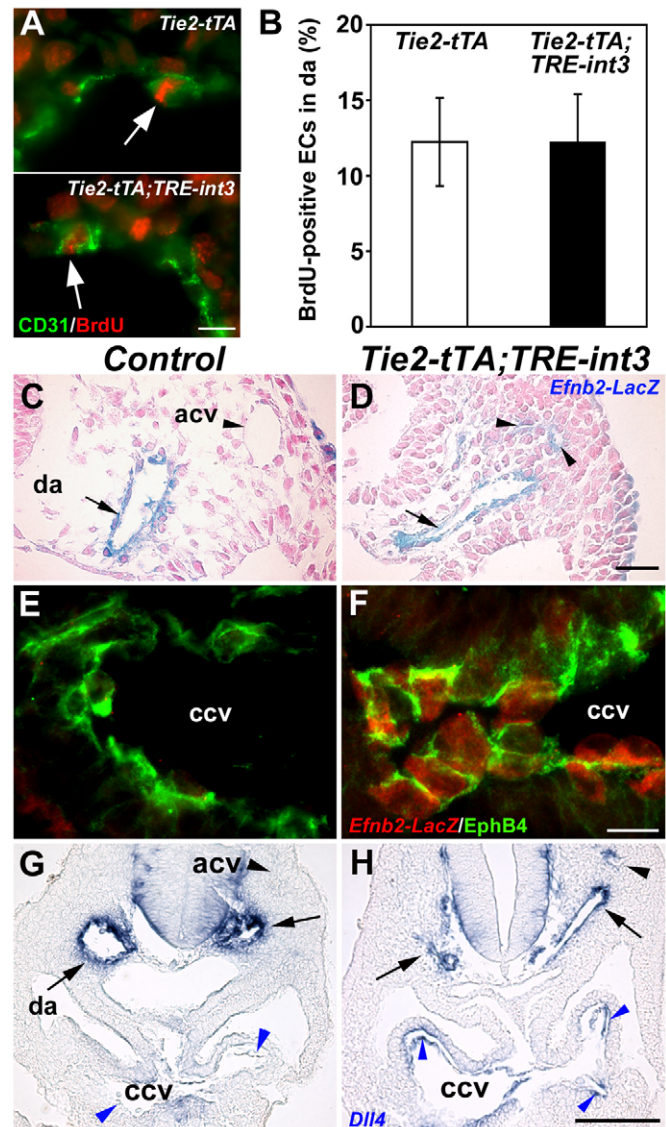 A
Tie2-tTA
Tie2-tTA;TRE-int3
CD31/BrdU
B
BrdU-positive ECs in da (%)
20
15
10
5
0
Tie2-tTA
Tie2-tTA;
TRE-int3
Control
Tie2-tTA;TRE-int3
C
acv
da
D
Efnb2-LacZ
E
ccv
F
ccv
Efnb2-LacZ/EphB4
G
acv
da
ccv
H
ccv
Dll4